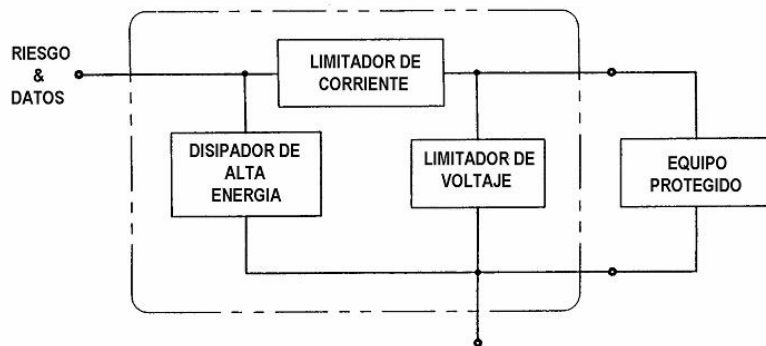 RIESGO
&
DATOS
LIMITADOR DE
CORRIENTE
DISIPADOR DE
ALTA
ENERGIA
LIMITADOR DE
VOLTAJE
EQUIPO
PROTEGIDO